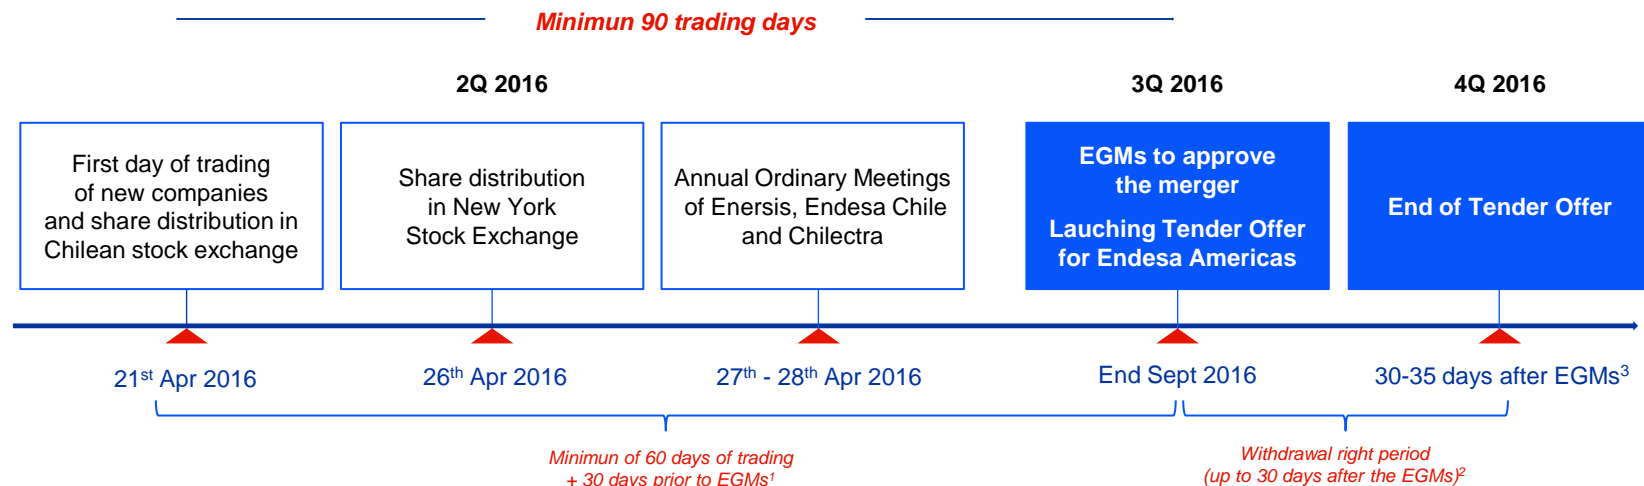 Minimun 90 trading days
2Q 2016
3Q 2016
4Q 2016
First day of trading
of new companies
and share distribution in
Chilean stock exchange
Share distribution
in New York
Stock Exchange
Annual Ordinary Meetings
of Enersis, Endesa Chile
and Chilectra
EGMs to approve
the merger
Lauching Tender Offer
for Endesa Americas
End of Tender Offer
21st Apr 2016
26th Apr 2016
27th - 28th Apr 2016
End Sept 2016
30-35 days after EGMs3
Minimun of 60 days of trading
+ 30 days prior to EGMs1
Withdrawal right period
(up to 30 days after the EGMs)2